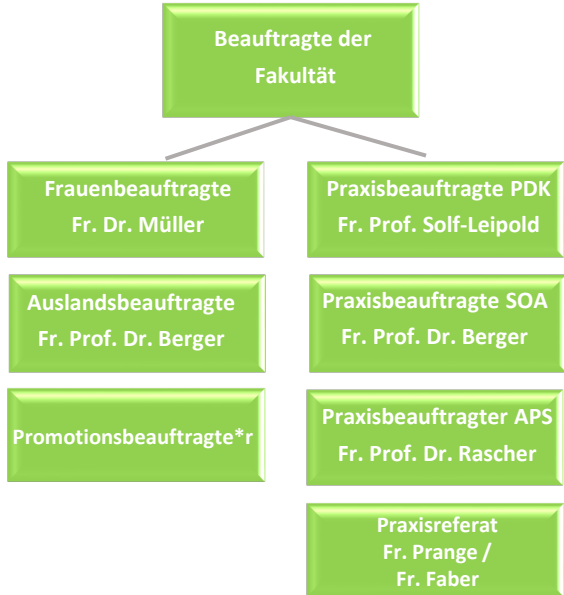 Beauftragte der
Fakultät
Frauenbeauftragte
Fr. Dr. Müller
Auslandsbeauftragte
Fr. Prof. Dr. Berger
Promotionsbeauftragte*r
Praxisbeauftragte PDK
Fr. Prof. Solf-Leipold
Praxisbeauftragte SOA
Fr. Prof. Dr. Berger
Praxisbeauftragter APS
Fr. Prof. Dr. Rascher
Praxisreferat
Fr. Prange /
Fr. Faber